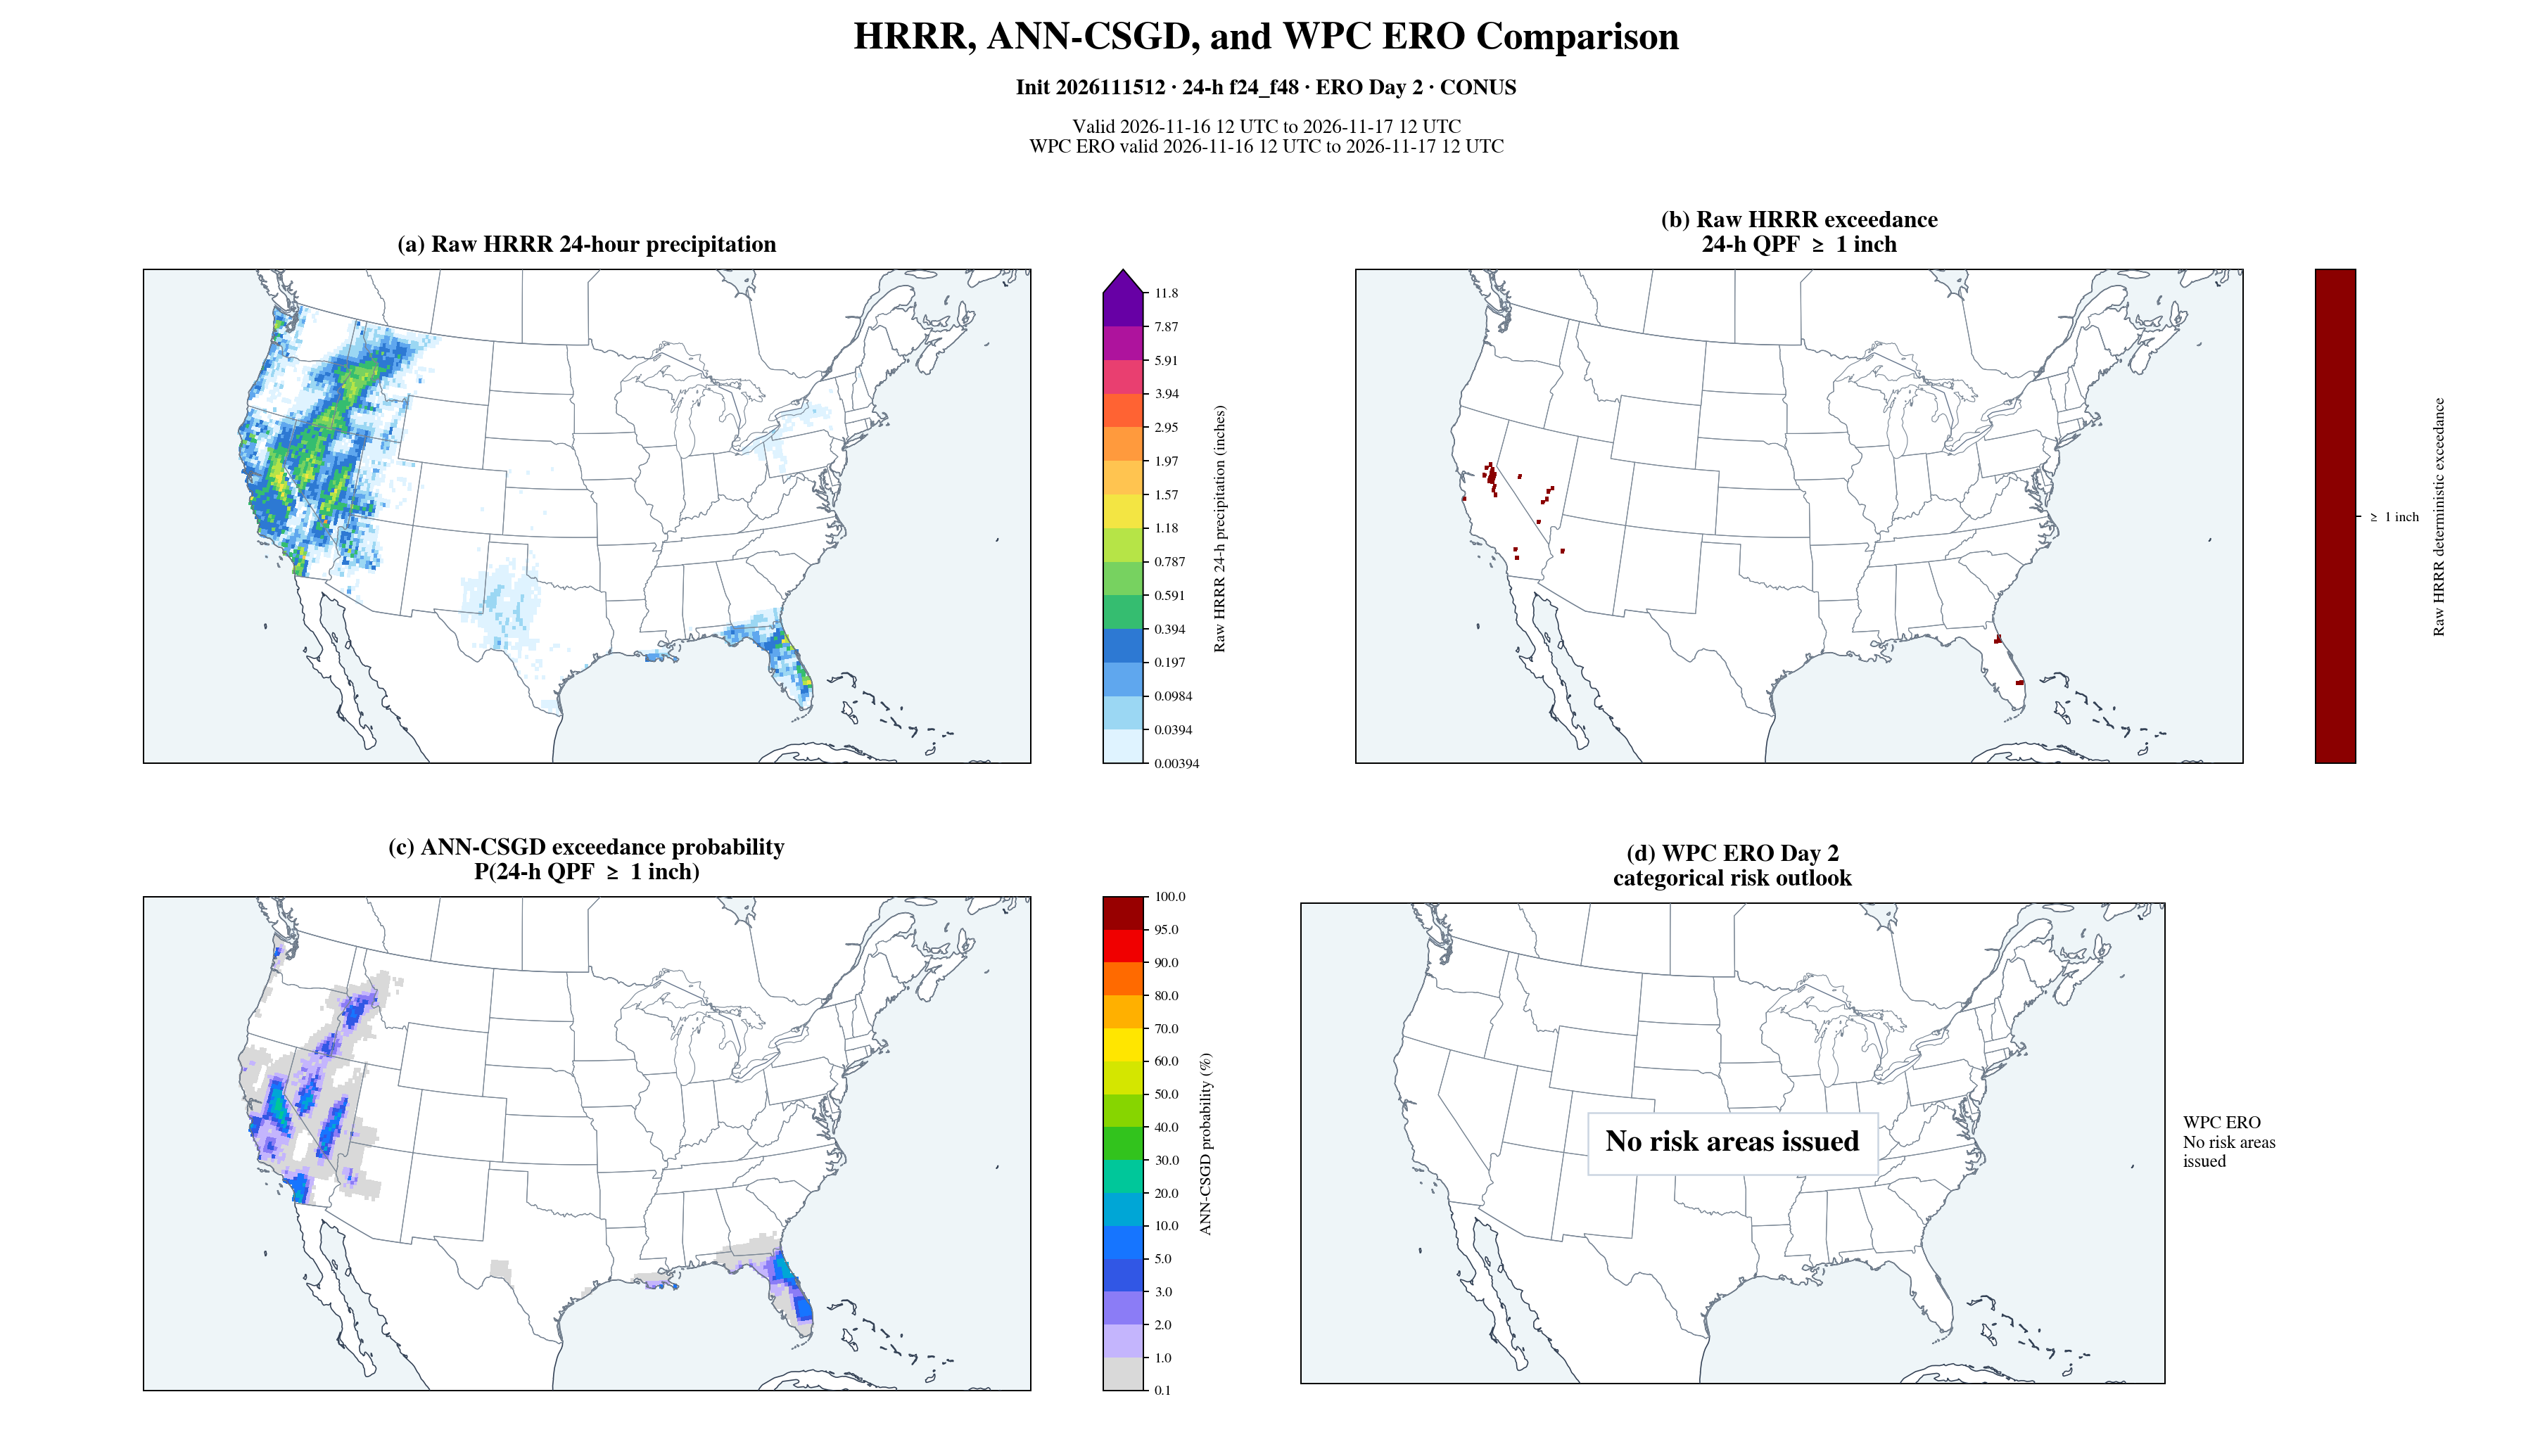 HRRR, ANN-CSGD, and WPC ERO Comparison
Init 2026111512 · 24-h f24_f48 · ERO Day 2 · CONUS
Valid 2026-11-16 12 UTC to 2026-11-17 12 UTC
WPC ERO valid 2026-11-16 12 UTC to 2026-11-17 12 UTC
(a) Raw HRRR 24-hour precipitation
11.8
7.87
5.91
3.94
2.95
1.97
1.57
1.18
0.787
0.591
0.394
0.197
0.0984
0.0394
0.00394
Raw HRRR 24-h precipitation (inches)
(b) Raw HRRR exceedance
24-h QPF ≥ 1 inch
≥ 1 inch
Raw HRRR deterministic exceedance
(c) ANN-CSGD exceedance probability
P(24-h QPF ≥ 1 inch)
100.0
95.0
90.0
80.0
70.0
60.0
50.0
40.0
30.0
20.0
10.0
5.0
3.0
2.0
1.0
0.1
ANN-CSGD probability (%)
(d) WPC ERO Day 2
categorical risk outlook
No risk areas issued
WPC ERO
No risk areas
issued